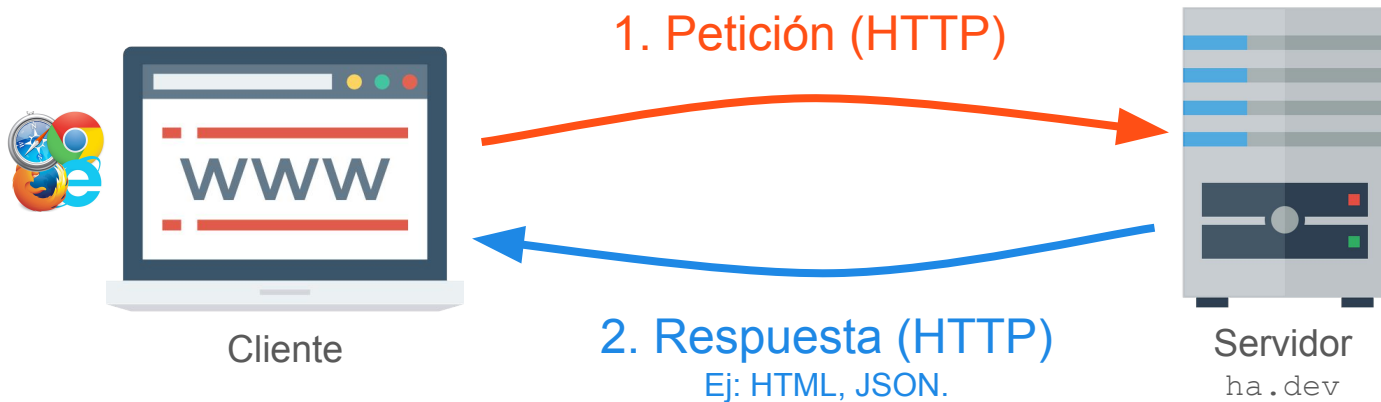 1. Petición (HTTP)
WWW
Cliente
2. Respuesta (HTTP)
Ej: HTML, JSON.
Servidor
ha.dev